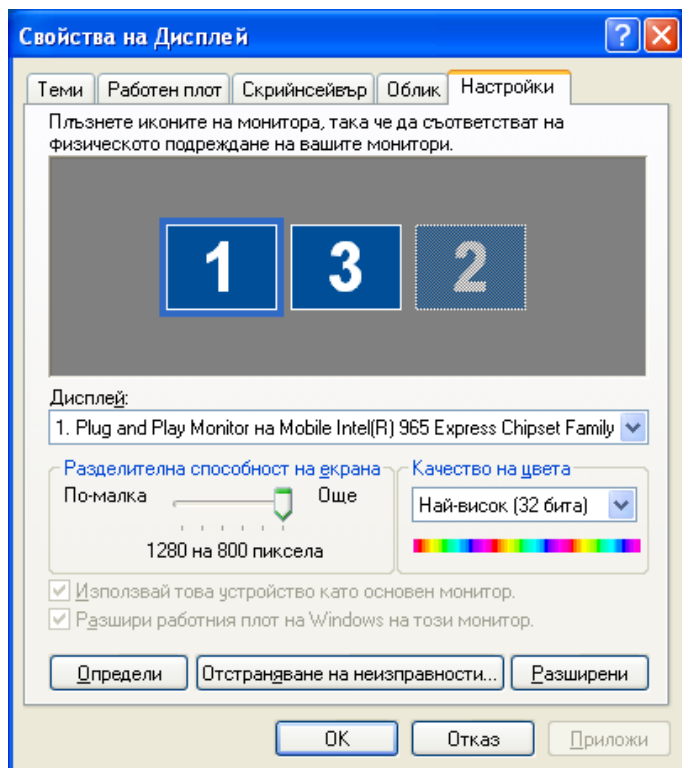 Свойства на Дисплей
Теми Работен плот Скрийнсейвър Облик Настройки
Плъзнете иконите на монитора, така че да съответстват на
физическото подреждане на вашите монитори.
1 3 2
Дисплей:
1. Plug and Play Monitor на Mobile Intel(R) 965 Express Chipset Family
Разделителна способност на екрана
По-малка Още
1280 на 800 пиксела
Качество на цвета
Най-висок (32 бита)
Използвай това устройство като основен монитор.
Разшири работния плот на Windows на този монитор.
Определи Отстраняване на неизправности... Разширени
OK Отказ Приложи